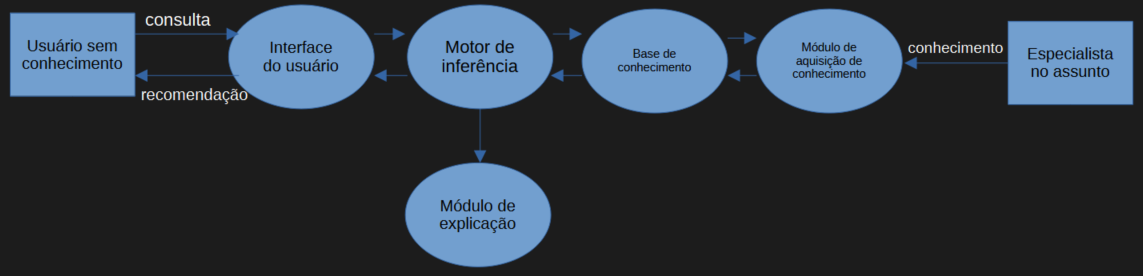 Usuário sem
conhecimento
consulta
recomendação
Interface
do usuário
Motor de
inferência
Base de
conhecimento
Módulo de
aquisição de
conhecimento
conhecimento
Especialista
no assunto
Módulo de
explicação